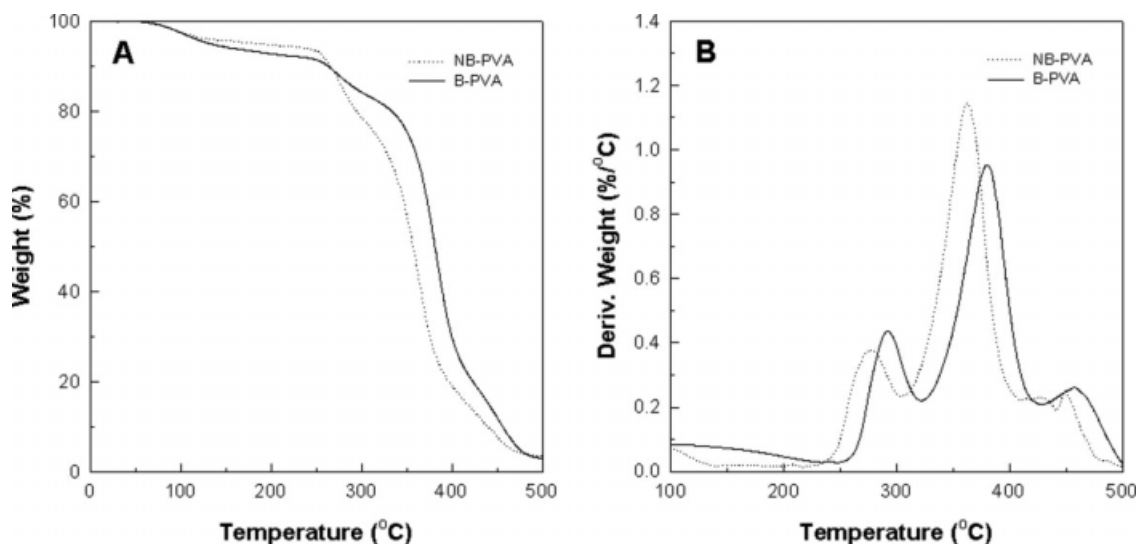 A
NB-PVA
B-PVA
Weight (%)
100
80
60
40
20
0
0 100 200 300 400 500
Temperature (°C)
B
NB-PVA
B-PVA
Deriv. Weight (%/°C)
1.4
1.2
1.0
0.8
0.6
0.4
0.2
0.0
100 200 300 400 500
Temperature (°C)